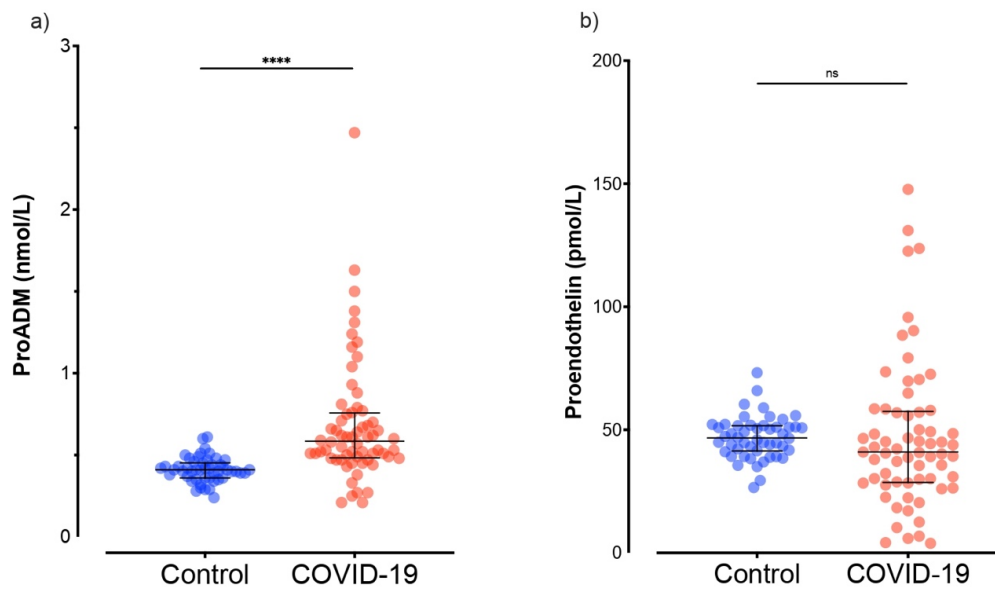 a)
ProADM (nmol/L)
3
2
1
0
****
Control
COVID-19
b)
Proendothelin (pmol/L)
200
150
100
50
0
ns
Control
COVID-19